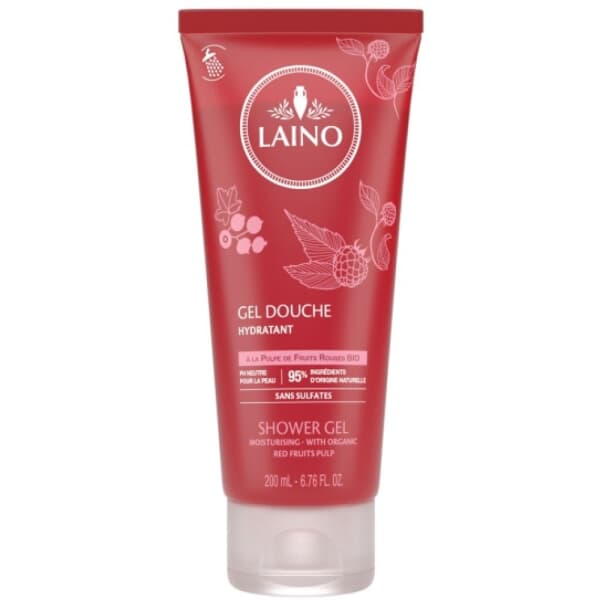 LAINO
GEL DOUCHE
HYDRATANT
À LA PULPE DE FRUITS ROUGES BIO
PH NEUTRE
POUR LA PEAU
95% INGRÉDIENTS
D'ORIGINE NATURELLE
SANS SULFATES
SHOWER GEL
MOISTURISING - WITH ORGANIC
RED FRUITS PULP
200 mL - 6.76 FL. OZ.